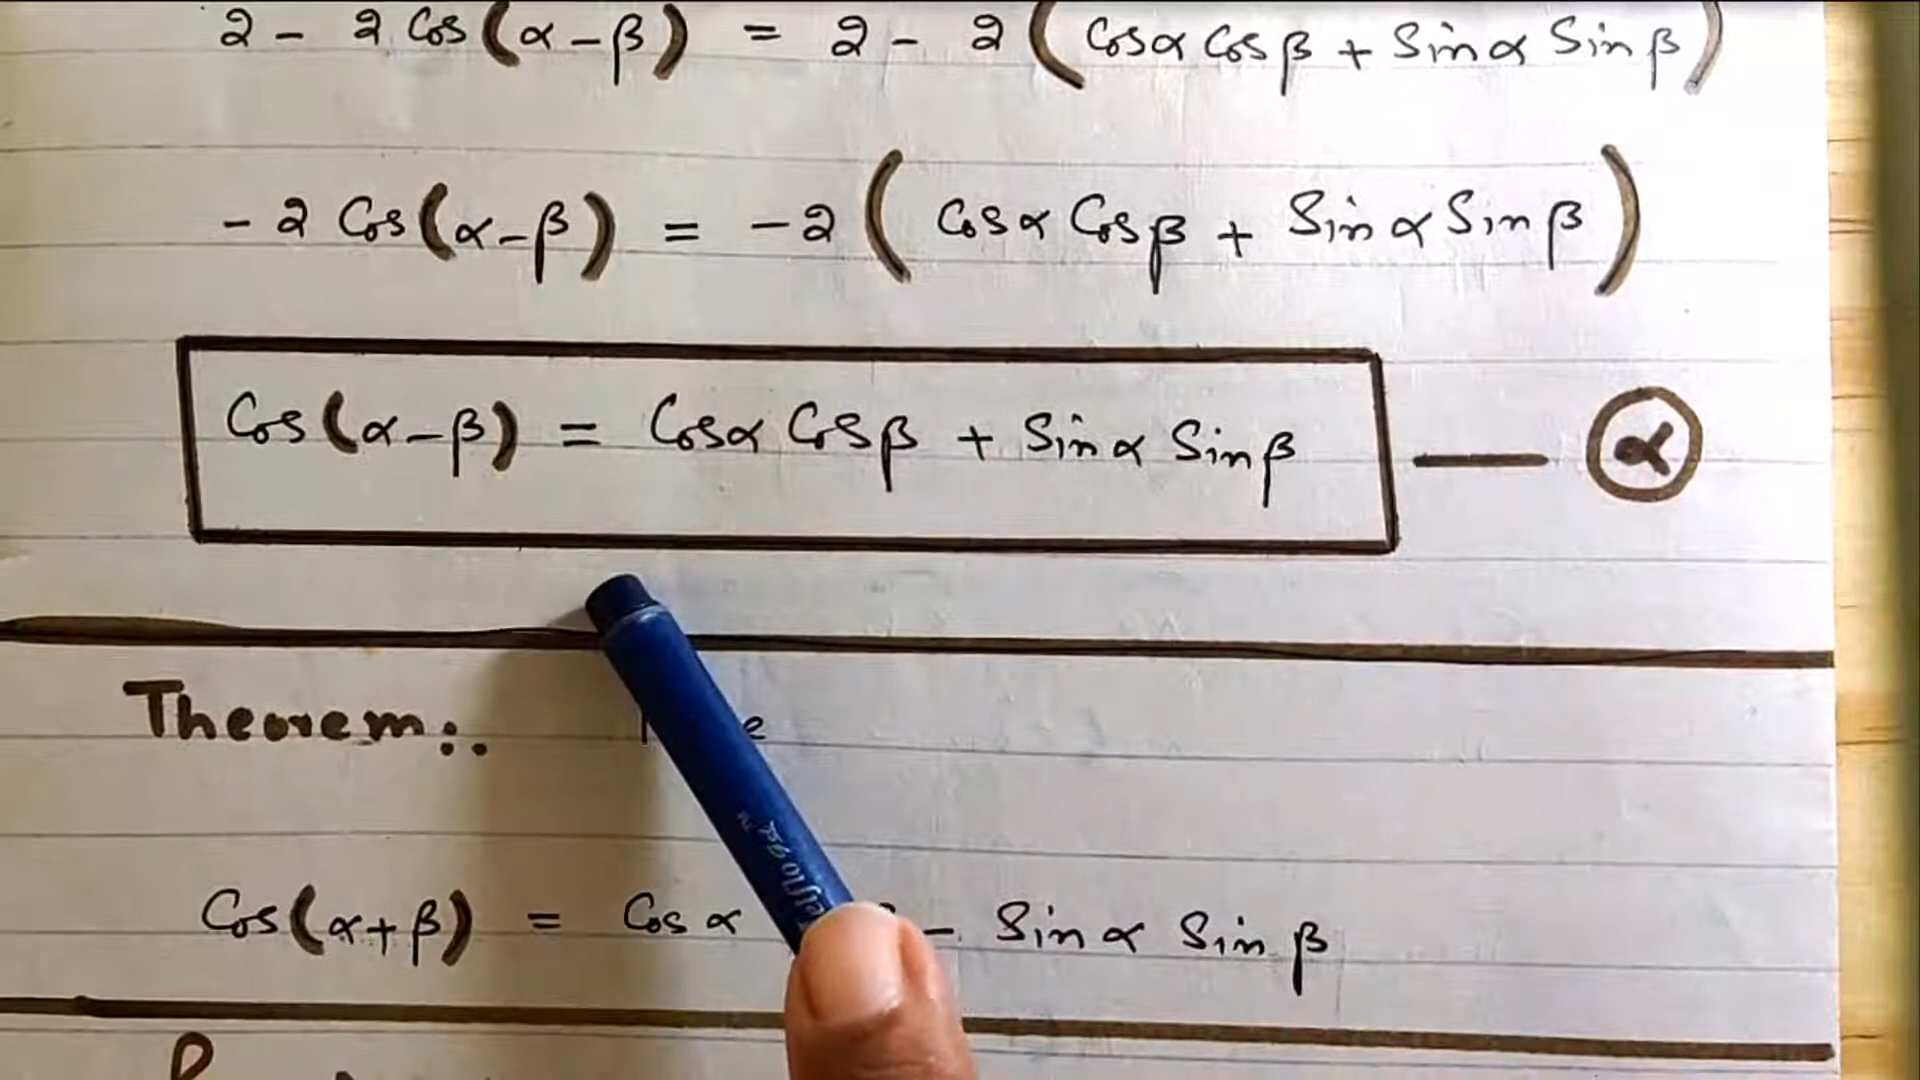 2 - 2 Cos(α-β) = 2 - 2 (Cosα Cosβ + Sinα Sinβ)
- 2 Cos(α-β) = -2 (Cosα Cosβ + Sinα Sinβ)
Cos(α-β) = Cosα Cosβ + Sinα Sinβ — α
Theorem:.
Cos(α+β) = Cosα - Sinα Sinβ